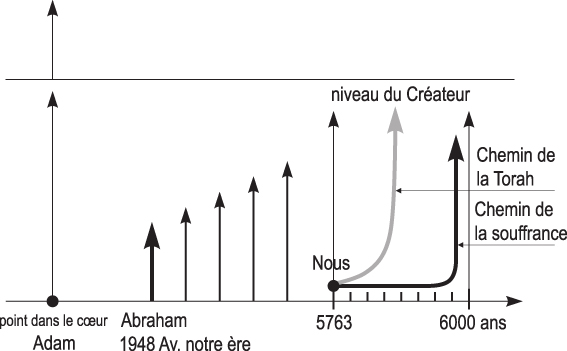 niveau du Créateur
Chemin de
la Torah
Chemin de
la souffrance
Nous
point dans le cœur
Adam
Abraham
1948 Av. notre ère
5763
6000 ans